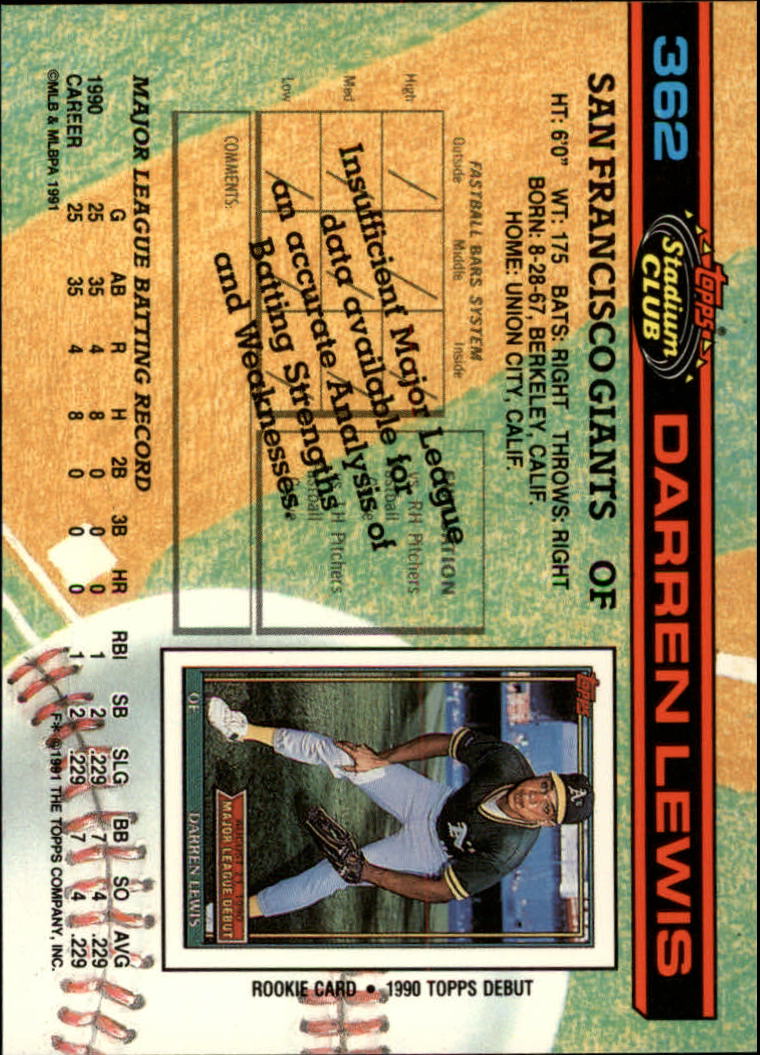 362
Topps®
Stadium
CLUB
DARREN LEWIS
SAN FRANCISCO GIANTS OF
HT: 6'0" WT: 175 BATS: RIGHT THROWS: RIGHT
BORN: 8-28-67, BERKELEY, CALIF.
HOME: UNION CITY, CALIF.
FASTBALL BARS SYSTEM
Outside Middle Inside
High
Med
Low
COMMENTS:
RH Pitchers
LH Pitchers
Insufficient Major League
data available for
an accurate Analysis of
Batting Strengths
and Weaknesses.
Topps
OF DARREN LEWIS
MAJOR LEAGUE DEBUT
A's
ROOKIE CARD • 1990 TOPPS DEBUT
MAJOR LEAGUE BATTING RECORD
G AB R H 2B 3B HR RBI SB SLG BB SO AVG
1990 25 35 4 8 0 0 0 1 2 .229 7 4 .229
CAREER 25 35 4 8 0 0 0 1 2 .229 7 4 .229
©MLB & MLBPA 1991
F** ©1991 THE TOPPS COMPANY, INC.